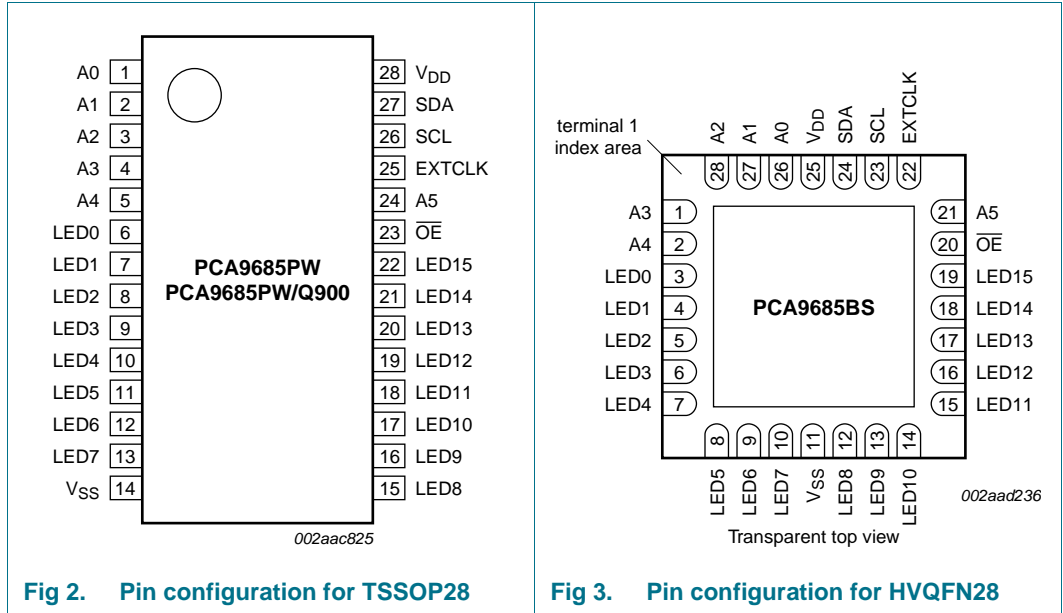 A0 1
A1 2
A2 3
A3 4
A4 5
LED0 6
LED1 7
LED2 8
LED3 9
LED4 10
LED5 11
LED6 12
LED7 13
VSS 14
PCA9685PW
PCA9685PW/Q900
28 VDD
27 SDA
26 SCL
25 EXTCLK
24 A5
23 OE
22 LED15
21 LED14
20 LED13
19 LED12
18 LED11
17 LED10
16 LED9
15 LED8
002aac825
Fig 2. Pin configuration for TSSOP28
terminal 1
index area
A2 A1 A0 VDD SDA SCL EXTCLK
28 27 26 25 24 23 22
A3 1
A4 2
LED0 3
LED1 4
LED2 5
LED3 6
LED4 7
PCA9685BS
21 A5
20 OE
19 LED15
18 LED14
17 LED13
16 LED12
15 LED11
8 9 10 11 12 13 14
LED5 LED6 LED7 VSS LED8 LED9 LED10
002aad236
Transparent top view
Fig 3. Pin configuration for HVQFN28